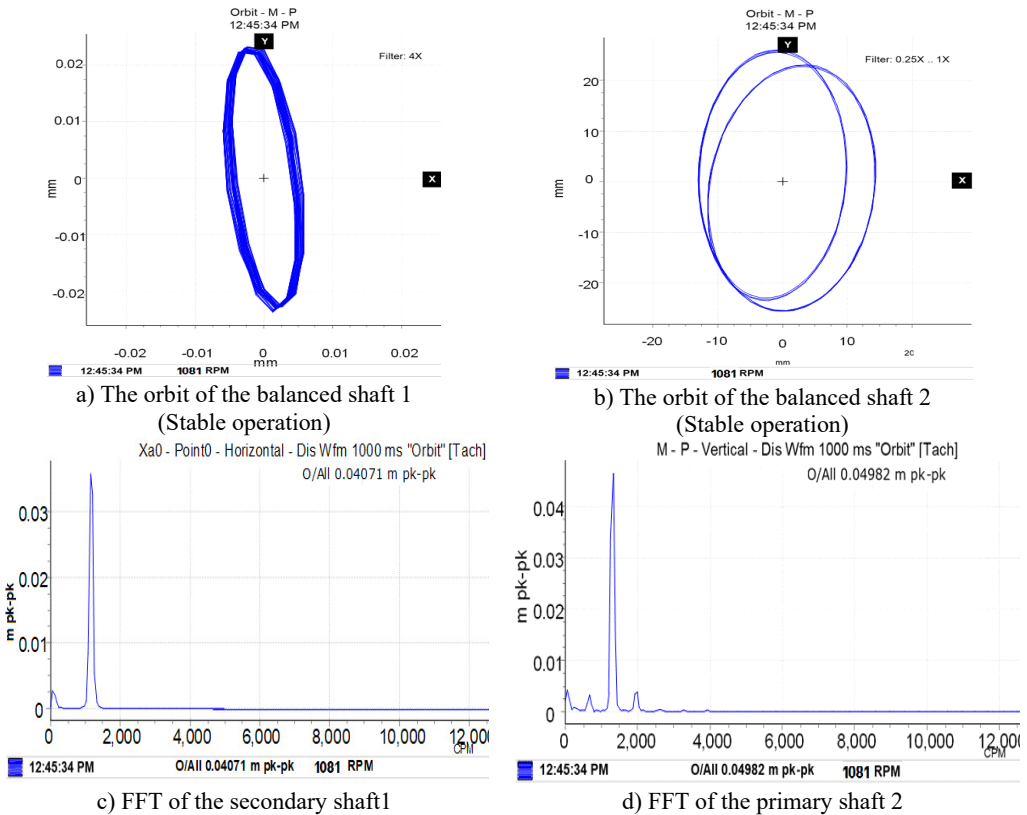 Orbit - M - P
12:45:34 PM
Y
Filter: 4X
0.02
0.01
0
-0.01
-0.02
mm
X
-0.02 -0.01 0 0.01 0.02
mm
12:45:34 PM 1081 RPM
a) The orbit of the balanced shaft 1
(Stable operation)
Orbit - M - P
12:45:34 PM
Y
Filter: 0.25X .. 1X
20
10
0
-10
-20
mm
X
-20 -10 0 10 20
mm
12:45:34 PM 1081 RPM
b) The orbit of the balanced shaft 2
(Stable operation)
Xa0 - Point0 - Horizontal - Dis Wfm 1000 ms "Orbit" [Tach]
O/All 0.04071 m pk-pk
0.03
0.02
0.01
0
m pk-pk
0 2,000 4,000 6,000 8,000 10,000 12,000
CPM
12:45:34 PM O/All 0.04071 m pk-pk 1081 RPM
c) FFT of the secondary shaft1
M - P - Vertical - Dis Wfm 1000 ms "Orbit" [Tach]
O/All 0.04982 m pk-pk
0.04
0.03
0.02
0.01
0
m pk-pk
0 2,000 4,000 6,000 8,000 10,000 12,0
CPM
12:45:34 PM O/All 0.04982 m pk-pk 1081 RPM
d) FFT of the primary shaft 2